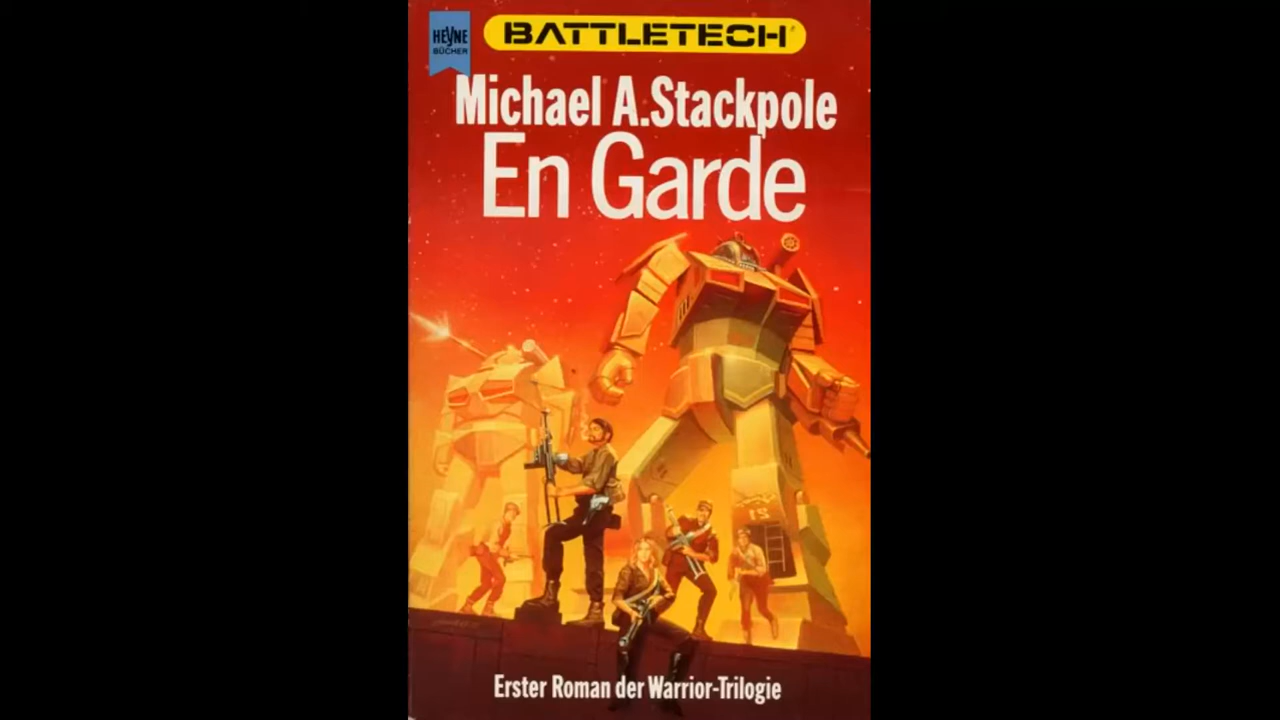 HEYNE
BÜCHER
BATTLETECH®
Michael A. Stackpole
En Garde
Erster Roman der Warrior-Trilogie